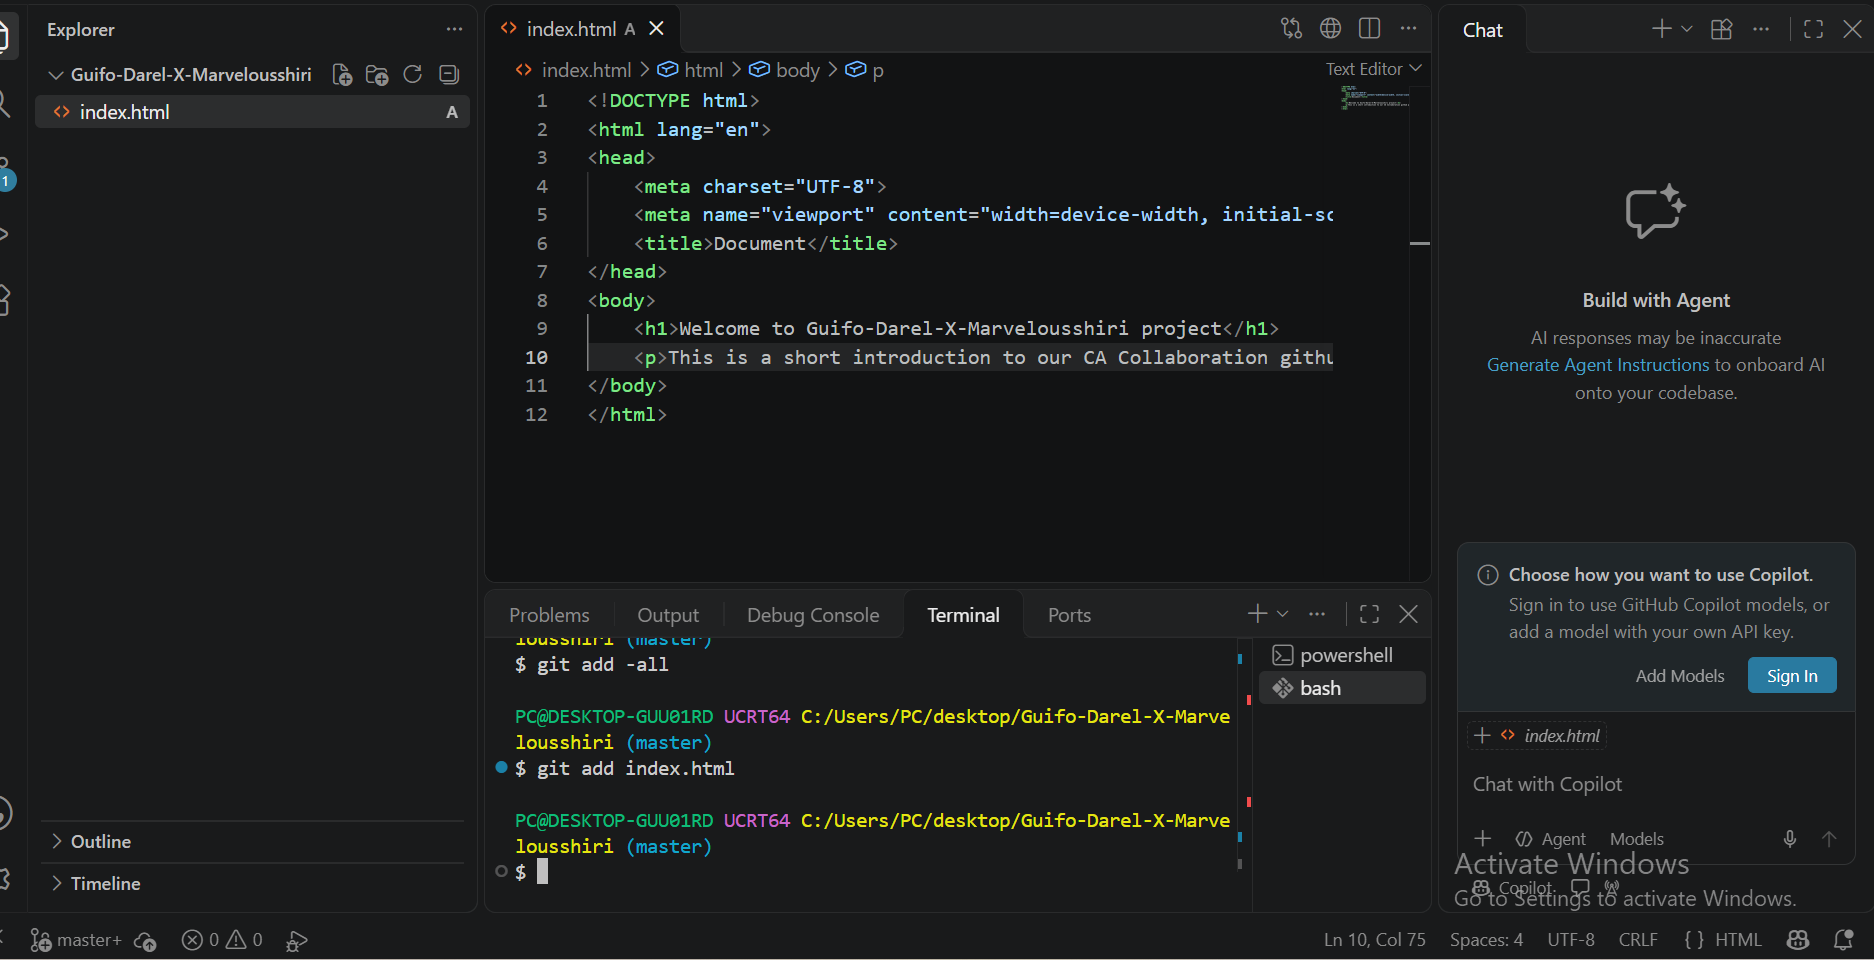 Explorer
Guifo-Darel-X-Marvelousshiri
index.html A
Outline
Timeline
index.html A
index.html > html > body > p
Text Editor
1 <!DOCTYPE html>
2 <html lang="en">
3 <head>
4 <meta charset="UTF-8">
5 <meta name="viewport" content="width=device-width, initial-sc
6 <title>Document</title>
7 </head>
8 <body>
9 <h1>Welcome to Guifo-Darel-X-Marvelousshiri project</h1>
10 <p>This is a short introduction to our CA Collaboration githu
11 </body>
12 </html>
Problems Output Debug Console Terminal Ports
lousshiri (master)
$ git add -all
PC@DESKTOP-GUU01RD UCRT64 C:/Users/PC/desktop/Guifo-Darel-X-Marve
lousshiri (master)
$ git add index.html
PC@DESKTOP-GUU01RD UCRT64 C:/Users/PC/desktop/Guifo-Darel-X-Marve
lousshiri (master)
$
powershell
bash
Chat
Build with Agent
AI responses may be inaccurate
Generate Agent Instructions to onboard AI
onto your codebase.
Choose how you want to use Copilot.
Sign in to use GitHub Copilot models, or
add a model with your own API key.
Add Models Sign In
index.html
Chat with Copilot
Agent Models
Copilot
Activate Windows
Go to Settings to activate Windows.
1
master+ 0 0 Ln 10, Col 75 Spaces: 4 UTF-8 CRLF { } HTML